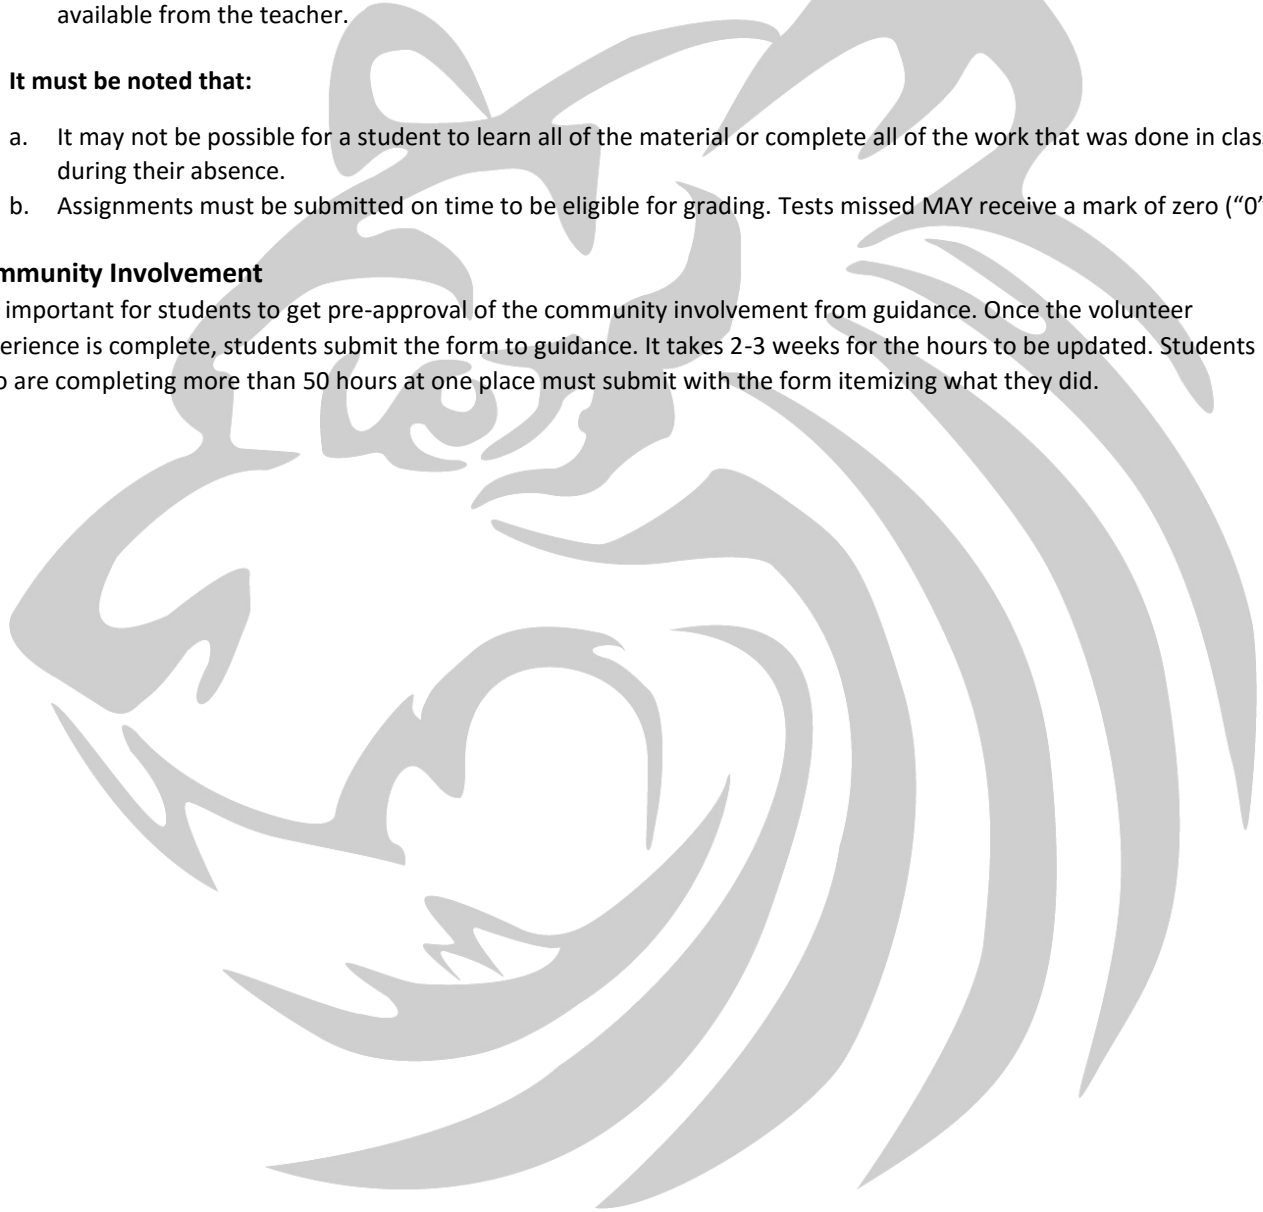 available from the teacher.
It must be noted that:
a. It may not be possible for a student to learn all of the material or complete all of the work that was done in clas
during their absence.
b. Assignments must be submitted on time to be eligible for grading. Tests missed MAY receive a mark of zero (“0”
mmunity Involvement
important for students to get pre-approval of the community involvement from guidance. Once the volunteer
perience is complete, students submit the form to guidance. It takes 2-3 weeks for the hours to be updated. Students
o are completing more than 50 hours at one place must submit with the form itemizing what they did.